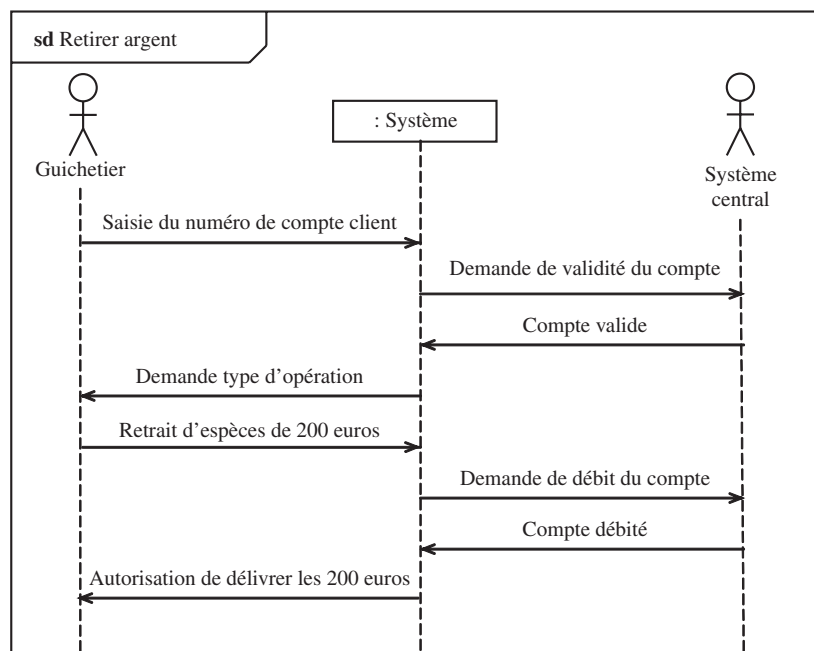 sd Retirer argent
: Système
Guichetier
Système
central
Saisie du numéro de compte client
Demande de validité du compte
Compte valide
Demande type d’opération
Retrait d’espèces de 200 euros
Demande de débit du compte
Compte débité
Autorisation de délivrer les 200 euros